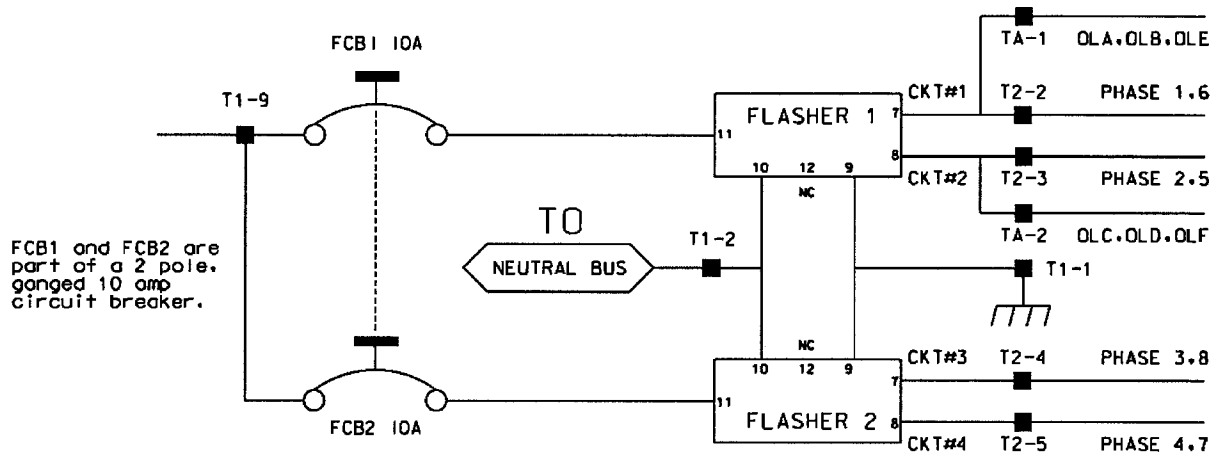 FCB1 10A
TA-1 OLA.OLB.OLE
T1-9
CKT#1 T2-2 PHASE 1.6
7
FLASHER 1
11
8
10 12 9
NC
CKT#2 T2-3 PHASE 2.5
TA-2 OLC.OLD.OLF
TO
NEUTRAL BUS
T1-2
T1-1
FCB1 and FCB2 are
part of a 2 pole.
ganged 10 amp
circuit breaker.
NC
10 12 9
CKT#3 T2-4 PHASE 3.8
7
11
FLASHER 2
8
FCB2 10A
CKT#4 T2-5 PHASE 4.7